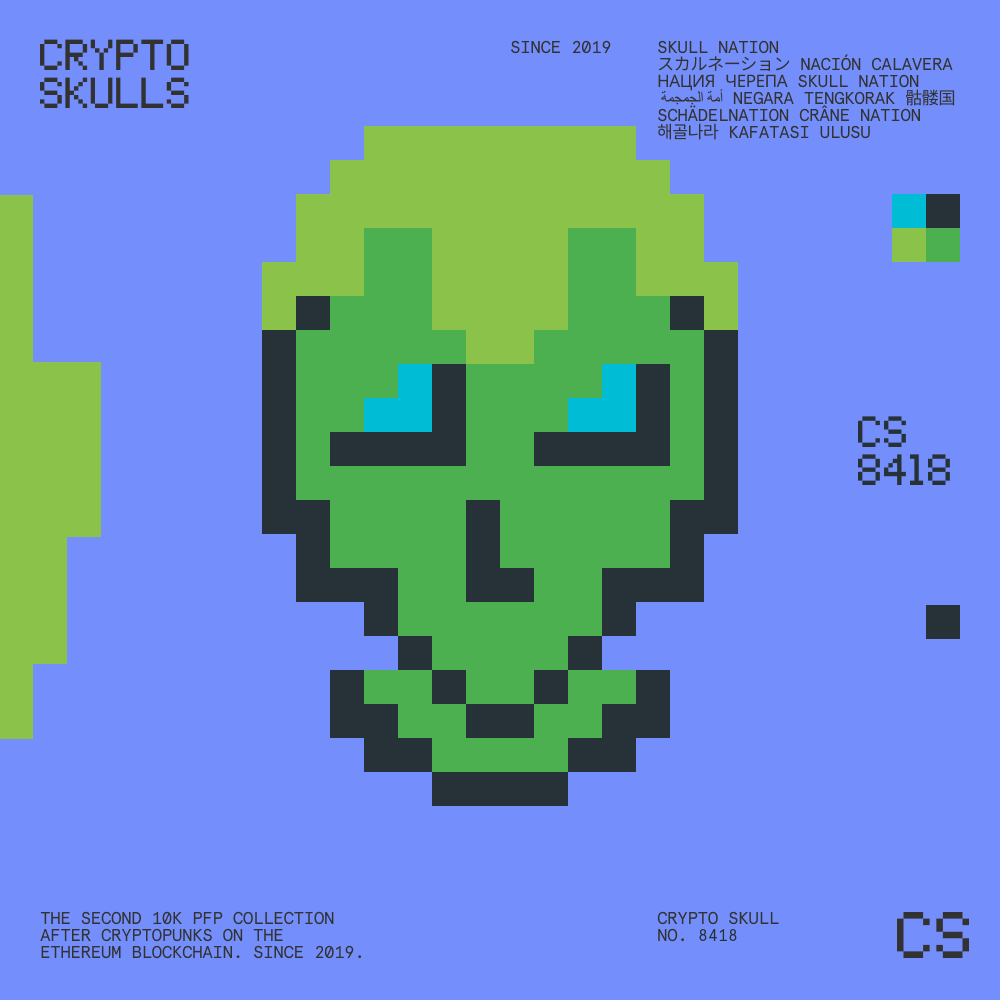 CRYPTO
SKULLS
SINCE 2019
SKULL NATION
スカルネーション NACIÓN CALAVERA
НАЦИЯ ЧЕРЕПА SKULL NATION
أمة الجمجمة NEGARA TENGKORAK 骷髅国
SCHÄDELNATION CRÂNE NATION
해골나라 KAFATASI ULUSU
CS
8418
THE SECOND 10K PFP COLLECTION
AFTER CRYPTOPUNKS ON THE
ETHEREUM BLOCKCHAIN. SINCE 2019.
CRYPTO SKULL
NO. 8418
CS